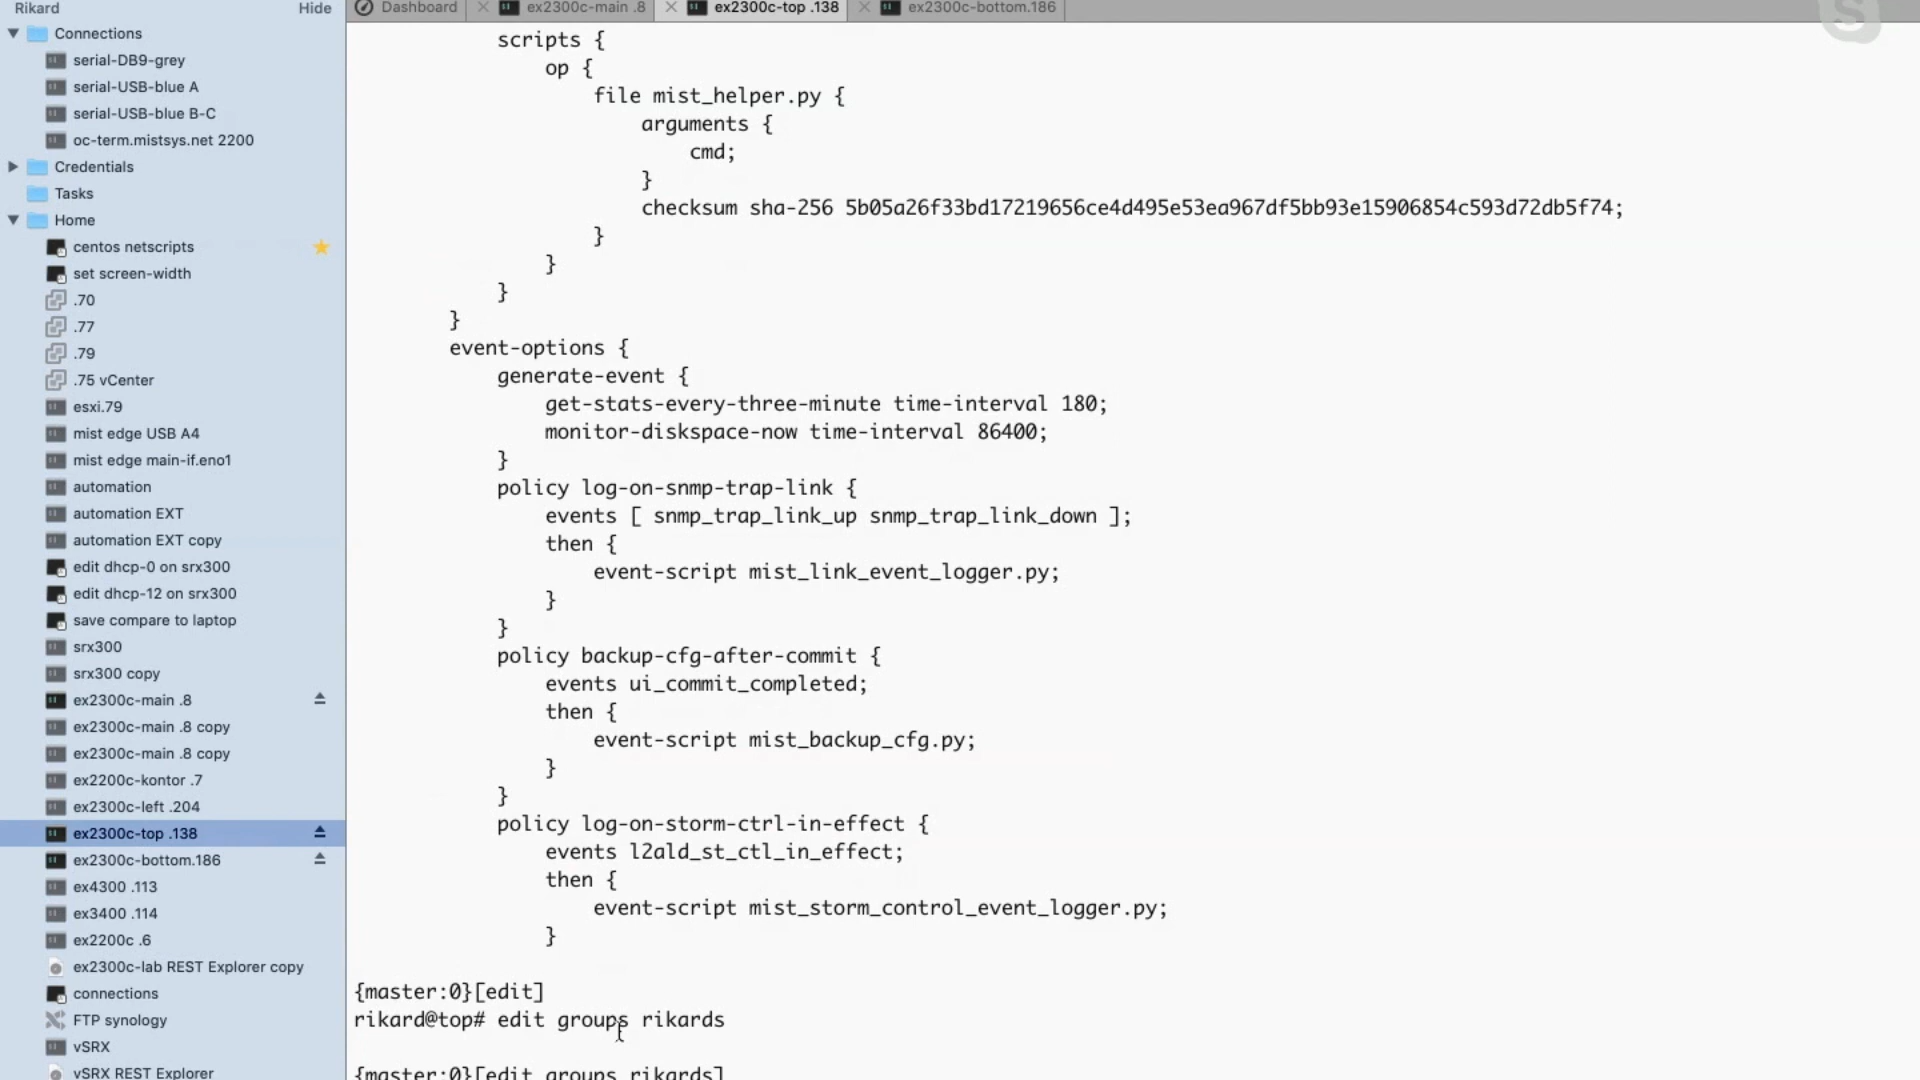 Rikard Hide
Connections
serial-DB9-grey
serial-USB-blue A
serial-USB-blue B-C
oc-term.mistsys.net 2200
Credentials
Tasks
Home
centos netscripts
set screen-width
.70
.77
.79
.75 vCenter
esxi.79
mist edge USB A4
mist edge main-if.eno1
automation
automation EXT
automation EXT copy
edit dhcp-0 on srx300
edit dhcp-12 on srx300
save compare to laptop
srx300
srx300 copy
ex2300c-main .8
ex2300c-main .8 copy
ex2300c-main .8 copy
ex2200c-kontor .7
ex2300c-left .204
ex2300c-top .138
ex2300c-bottom.186
ex4300 .113
ex3400 .114
ex2200c .6
ex2300c-lab REST Explorer copy
connections
FTP synology
vSRX
vSRX REST Explorer
Dashboard ex2300c-main .8 ex2300c-top .138 ex2300c-bottom.186
scripts {
op {
file mist_helper.py {
arguments {
cmd;
}
checksum sha-256 5b05a26f33bd17219656ce4d495e53ea967df5bb93e15906854c593d72db5f74;
}
}
}
}
event-options {
generate-event {
get-stats-every-three-minute time-interval 180;
monitor-diskspace-now time-interval 86400;
}
policy log-on-snmp-trap-link {
events [ snmp_trap_link_up snmp_trap_link_down ];
then {
event-script mist_link_event_logger.py;
}
}
policy backup-cfg-after-commit {
events ui_commit_completed;
then {
event-script mist_backup_cfg.py;
}
}
policy log-on-storm-ctrl-in-effect {
events l2ald_st_ctl_in_effect;
then {
event-script mist_storm_control_event_logger.py;
}
{master:0}[edit]
rikard@top# edit groups rikards
{master:0}[edit groups rikards]